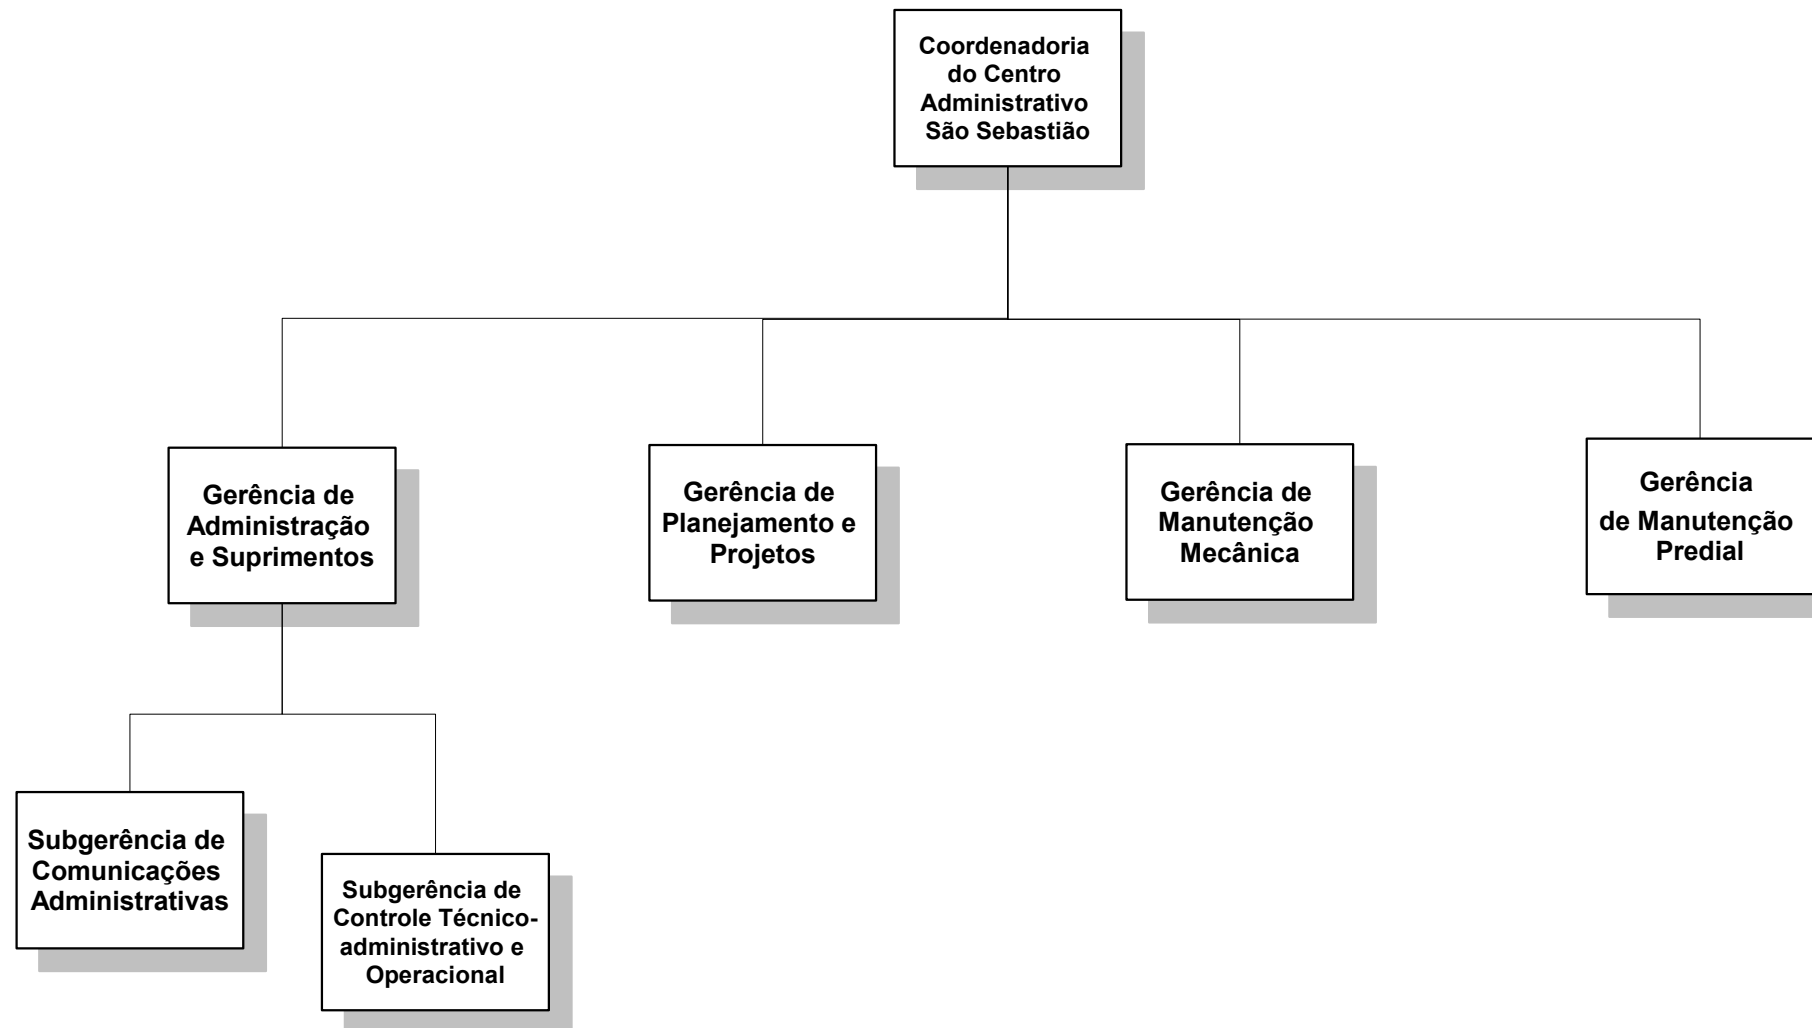 Coordenadoria
do Centro
Administrativo
São Sebastião
Gerência de
Administração
e Suprimentos
Gerência de
Planejamento e
Projetos
Gerência de
Manutenção
Mecânica
Gerência
de Manutenção
Predial
Subgerência de
Comunicações
Administrativas
Subgerência de
Controle Técnico-
administrativo e
Operacional